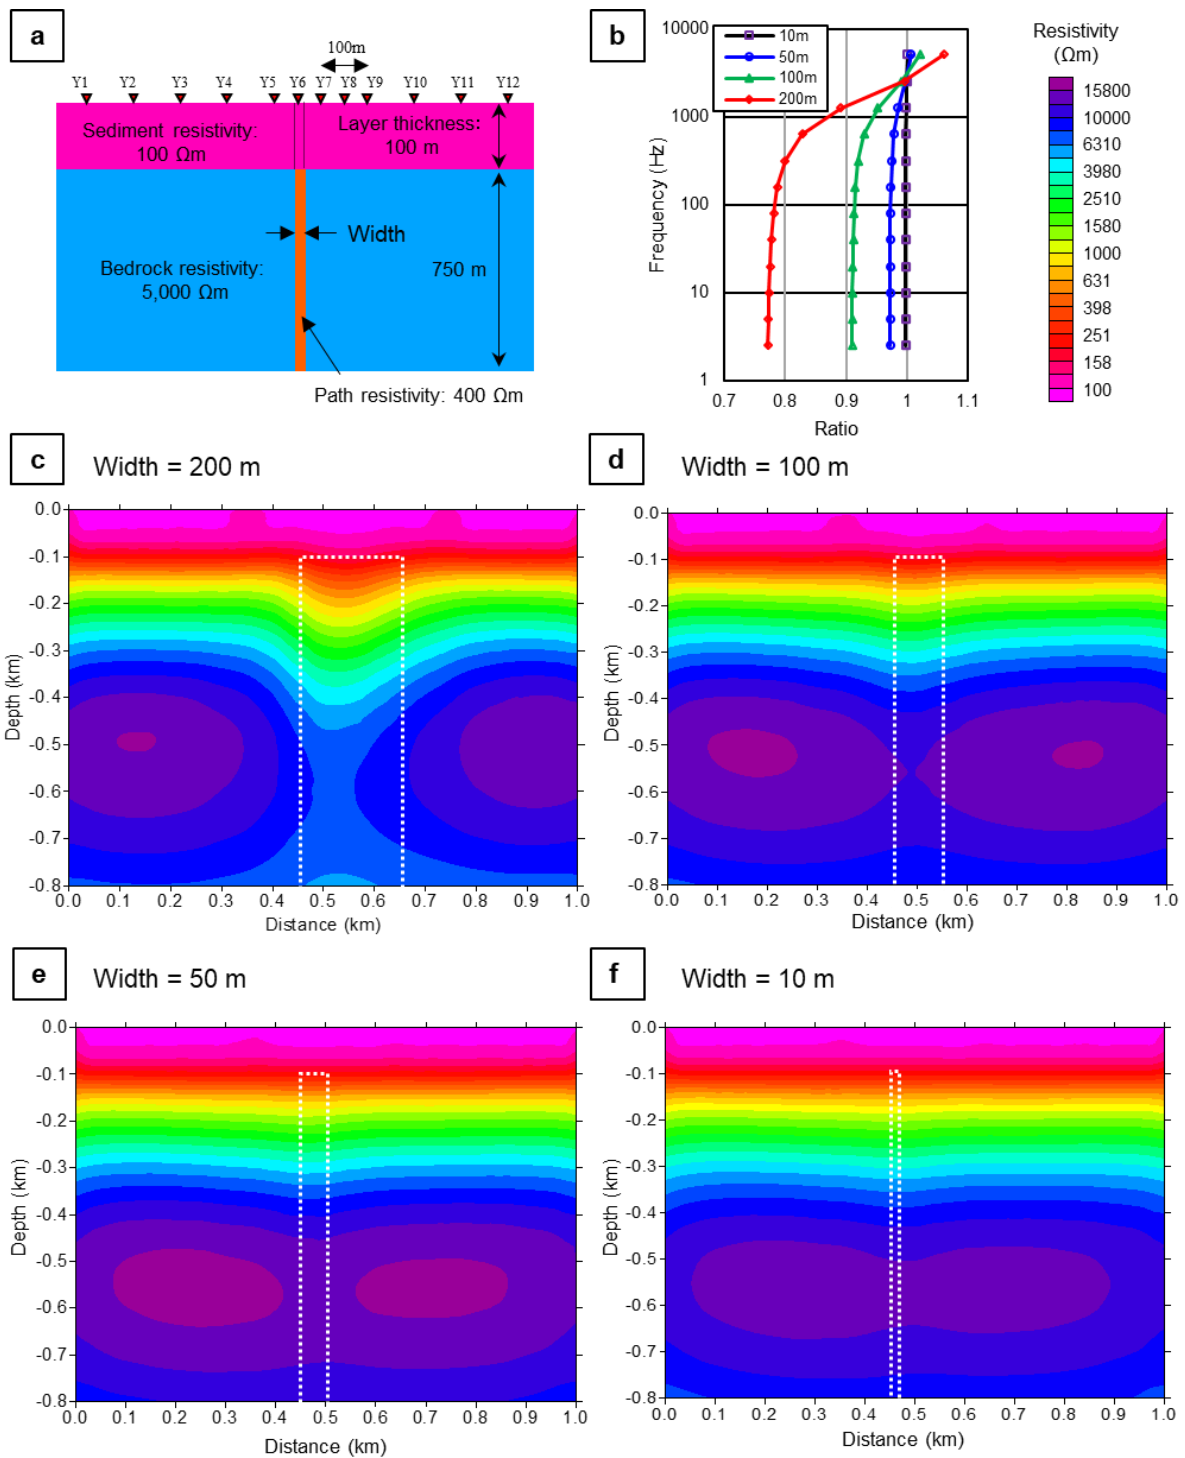 a
100m
Y1 Y2 Y3 Y4 Y5 Y6 Y7 Y8 Y9 Y10 Y11 Y12
Sediment resistivity:
100 Ωm
Layer thickness:
100 m
Width
Bedrock resistivity:
5,000 Ωm
750 m
Path resistivity: 400 Ωm
b
10m
50m
100m
200m
10000
1000
100
10
1
Frequency (Hz)
0.7 0.8 0.9 1 1.1
Ratio
Resistivity
(Ωm)
15800
10000
6310
3980
2510
1580
1000
631
398
251
158
100
c
Width = 200 m
0.0
-0.1
-0.2
-0.3
-0.4
-0.5
-0.6
-0.7
-0.8
Depth (km)
0.0 0.1 0.2 0.3 0.4 0.5 0.6 0.7 0.8 0.9 1.0
Distance (km)
d
Width = 100 m
0.0
-0.1
-0.2
-0.3
-0.4
-0.5
-0.6
-0.7
-0.8
Depth (km)
0.0 0.1 0.2 0.3 0.4 0.5 0.6 0.7 0.8 0.9 1.0
Distance (km)
e
Width = 50 m
0.0
-0.1
-0.2
-0.3
-0.4
-0.5
-0.6
-0.7
-0.8
Depth (km)
0.0 0.1 0.2 0.3 0.4 0.5 0.6 0.7 0.8 0.9 1.0
Distance (km)
f
Width = 10 m
0.0
-0.1
-0.2
-0.3
-0.4
-0.5
-0.6
-0.7
-0.8
Depth (km)
0.0 0.1 0.2 0.3 0.4 0.5 0.6 0.7 0.8 0.9 1.0
Distance (km)